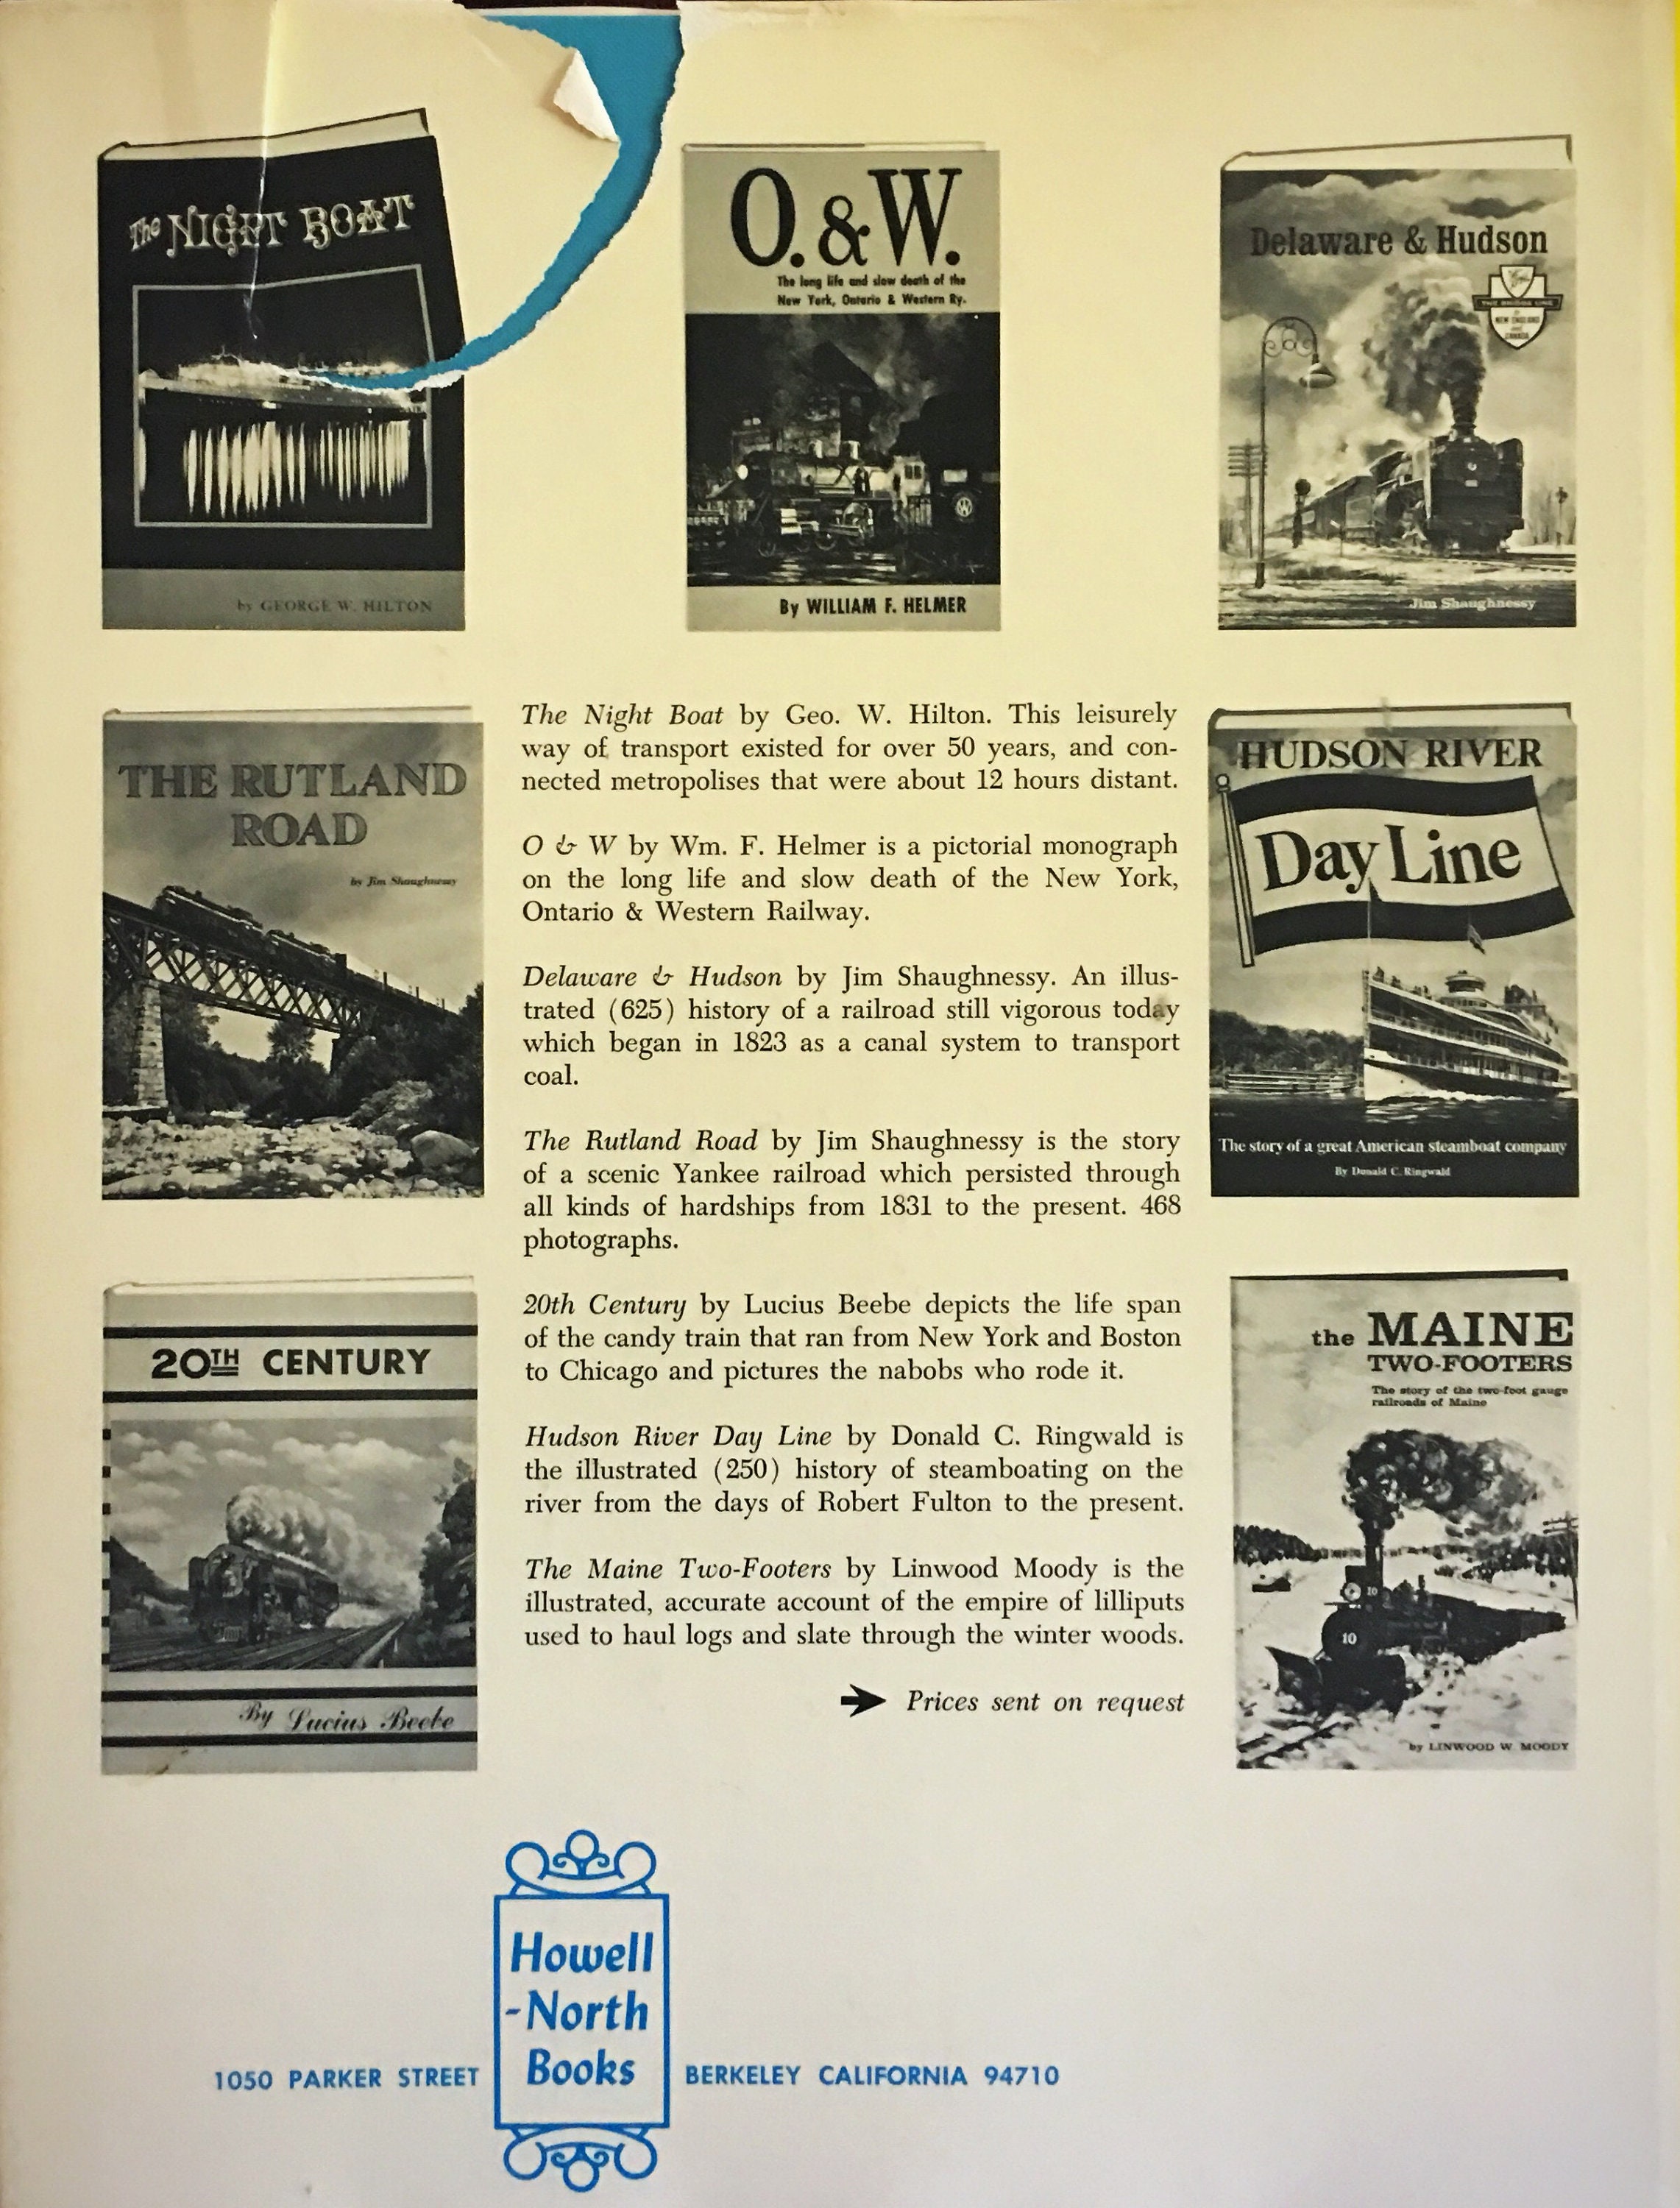 The NIGHT BOAT
by GEORGE W. HILTON
O. & W.
The long life and slow death of the
New York, Ontario & Western Ry.
W
By WILLIAM F. HELMER
Delaware & Hudson
THE BRIDGE LINE
to
NEW ENGLAND
and
CANADA
Jim Shaughnessy
THE RUTLAND
ROAD
by Jim Shaughnessy
20TH CENTURY
By Lucius Beebe
The Night Boat by Geo. W. Hilton. This leisurely
way of transport existed for over 50 years, and con-
nected metropolises that were about 12 hours distant.
O & W by Wm. F. Helmer is a pictorial monograph
on the long life and slow death of the New York,
Ontario & Western Railway.
Delaware & Hudson by Jim Shaughnessy. An illus-
trated (625) history of a railroad still vigorous today
which began in 1823 as a canal system to transport
coal.
The Rutland Road by Jim Shaughnessy is the story
of a scenic Yankee railroad which persisted through
all kinds of hardships from 1831 to the present. 468
photographs.
20th Century by Lucius Beebe depicts the life span
of the candy train that ran from New York and Boston
to Chicago and pictures the nabobs who rode it.
Hudson River Day Line by Donald C. Ringwald is
the illustrated (250) history of steamboating on the
river from the days of Robert Fulton to the present.
The Maine Two-Footers by Linwood Moody is the
illustrated, accurate account of the empire of lilliputs
used to haul logs and slate through the winter woods.
Prices sent on request
HUDSON RIVER
Day Line
The story of a great American steamboat company
By Donald C. Ringwald
the MAINE
TWO-FOOTERS
The story of the two-foot gauge
railroads of Maine
10
10
by LINWOOD W. MOODY
Howell
-North
Books
1050 PARKER STREET
BERKELEY CALIFORNIA 94710